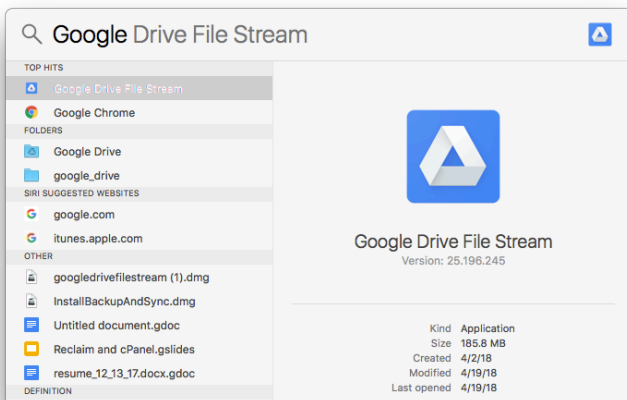 Google Drive File Stream
TOP HITS
Google Drive File Stream
Google Chrome
FOLDERS
Google Drive
google_drive
SIRI SUGGESTED WEBSITES
google.com
itunes.apple.com
OTHER
googledrivefilestream (1).dmg
InstallBackupAndSync.dmg
Untitled document.gdoc
Reclaim and cPanel.gslides
resume_12_13_17.docx.gdoc
DEFINITION
Google Drive File Stream
Version: 25.196.245
Kind Application
Size 185.8 MB
Created 4/2/18
Modified 4/19/18
Last opened 4/19/18